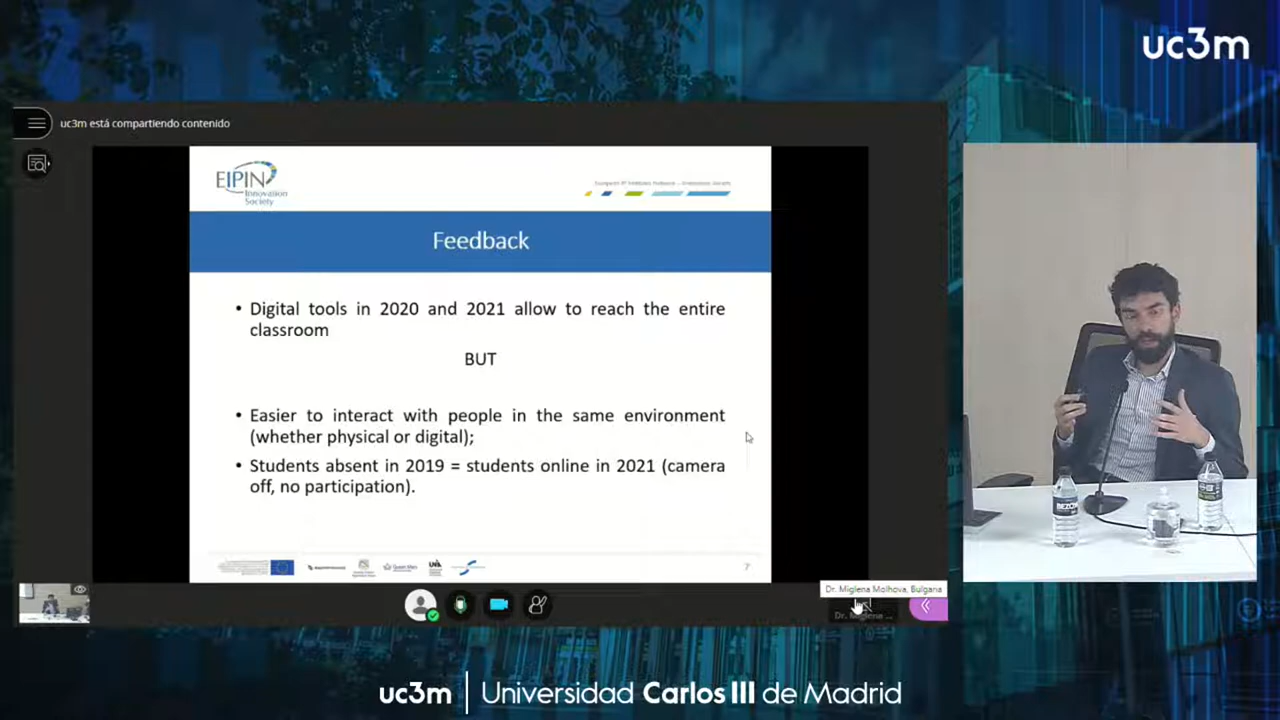 uc3m
uc3m está compartiendo contenido
EIPIN
Innovation
Society
Feedback
• Digital tools in 2020 and 2021 allow to reach the entire
classroom
BUT
• Easier to interact with people in the same environment
(whether physical or digital);
• Students absent in 2019 = students online in 2021 (camera
off, no participation).
7
Dr. Miglena Molhova, Bulgaria
Dr. Miglena ...
uc3m | Universidad Carlos III de Madrid